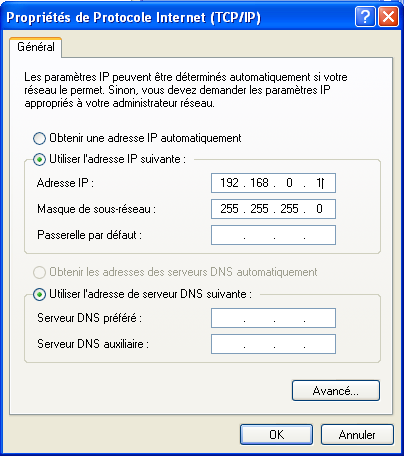 Propriétés de Protocole Internet (TCP/IP)
Général
Les paramètres IP peuvent être déterminés automatiquement si votre
réseau le permet. Sinon, vous devez demander les paramètres IP
appropriés à votre administrateur réseau.
Obtenir une adresse IP automatiquement
Utiliser l'adresse IP suivante :
Adresse IP : 192 . 168 . 0 . 1
Masque de sous-réseau : 255 . 255 . 255 . 0
Passerelle par défaut : . . .
Obtenir les adresses des serveurs DNS automatiquement
Utiliser l'adresse de serveur DNS suivante :
Serveur DNS préféré : . . .
Serveur DNS auxiliaire : . . .
Avancé...
OK Annuler